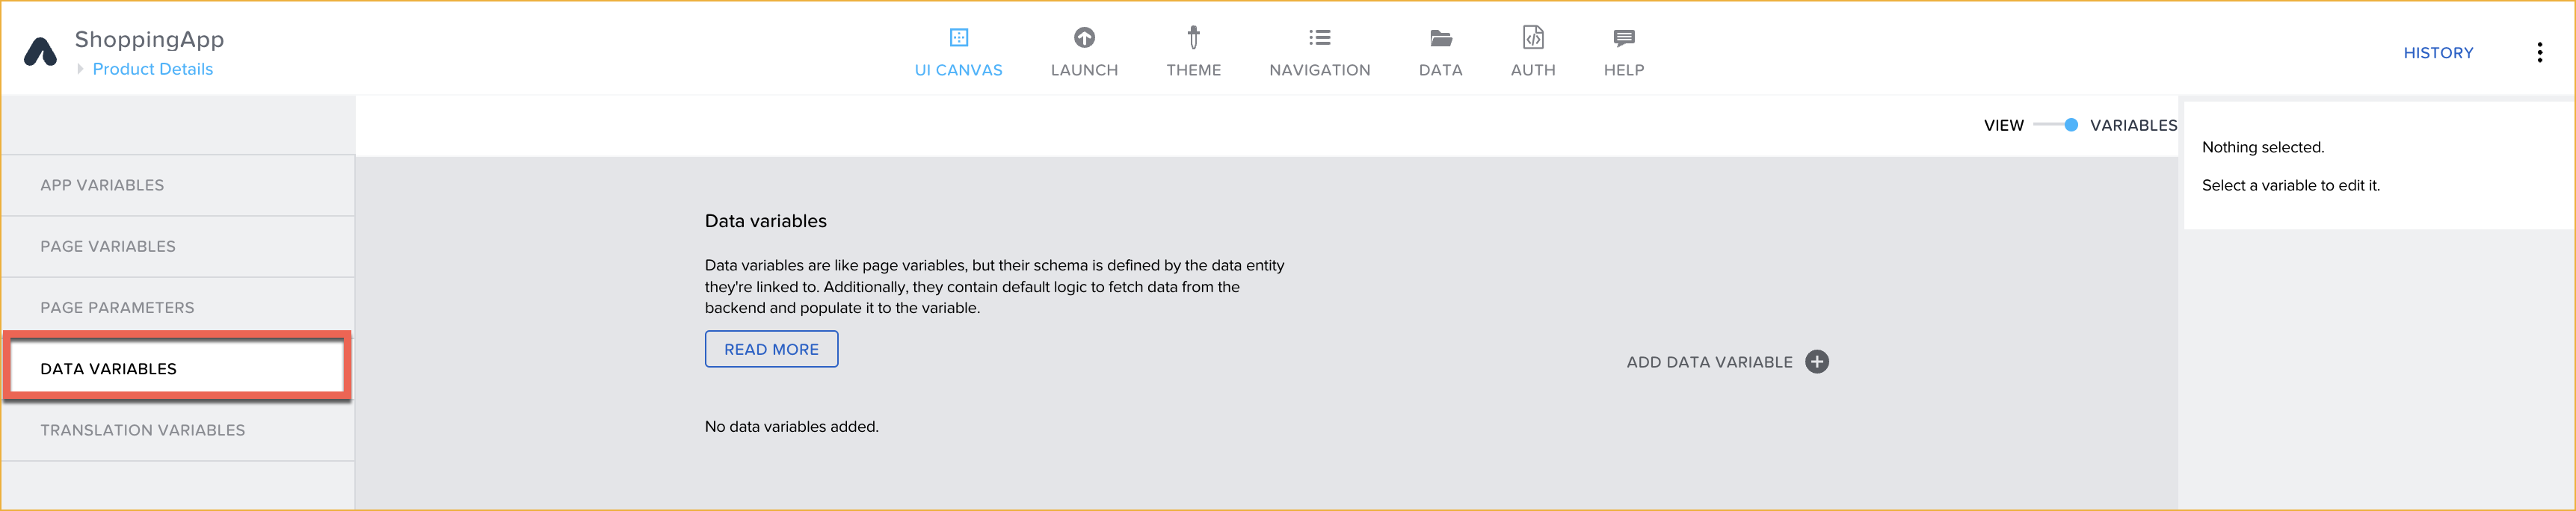 ShoppingApp
Product Details
UI CANVAS
LAUNCH
THEME
NAVIGATION
DATA
AUTH
HELP
HISTORY
VIEW
VARIABLES
APP VARIABLES
PAGE VARIABLES
PAGE PARAMETERS
DATA VARIABLES
TRANSLATION VARIABLES
Data variables
Data variables are like page variables, but their schema is defined by the data entity
they're linked to. Additionally, they contain default logic to fetch data from the
backend and populate it to the variable.
READ MORE
ADD DATA VARIABLE
No data variables added.
Nothing selected.
Select a variable to edit it.